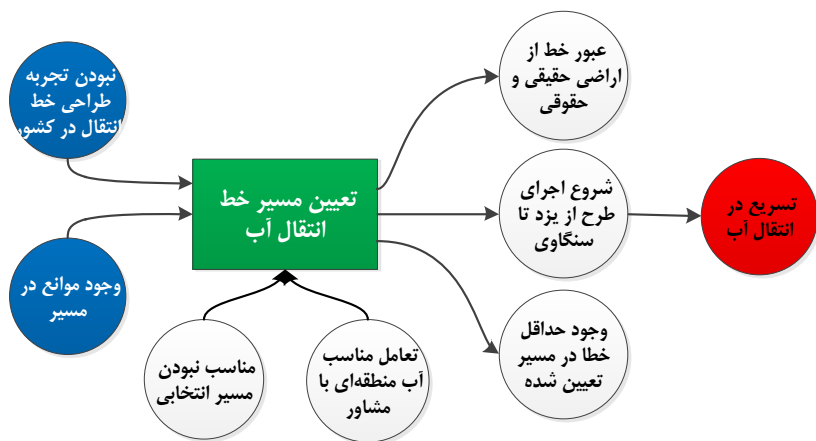 عبور خط از
اراضی حقیقی و
حقوقی
نبودن تجربه
طراحی خط
انتقال در کشور
تعیین مسیر خط
انتقال آب
شروع اجرای
طرح از یزد تا
سنگاوی
تسریع در
انتقال آب
وجود موانع در
مسیر
وجود حداقل
خطا در مسیر
تعیین شده
تعامل مناسب
آب منطقه‌ای با
مشاور
مناسب نبودن
مسیر انتخابی